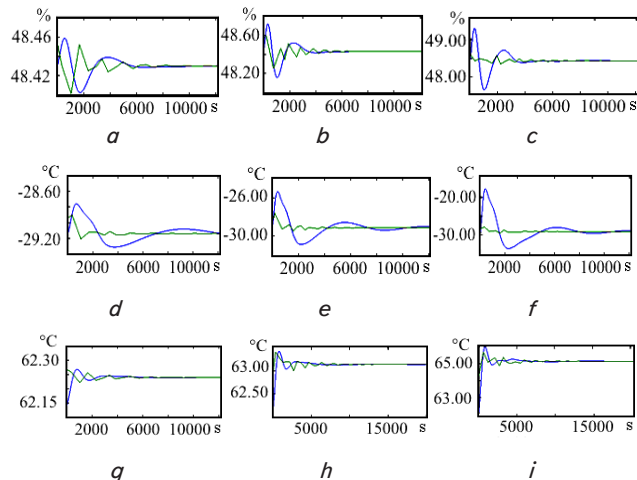 % % %
48.46 48.60 49.00
48.42 48.20 48.00
2000 6000 10000 s 2000 6000 10000 s 2000 6000 10000 s
a b c
°C °C °C
-28.60 -26.00 -20.00
-29.20 -30.00 -30.00
2000 6000 10000 s 2000 6000 10000 s 2000 6000 10000 s
d e f
°C °C °C
62.30 63.00 65.00
62.15 62.50 63.00
2000 6000 10000 s 5000 15000 s 5000 15000 s
g h i